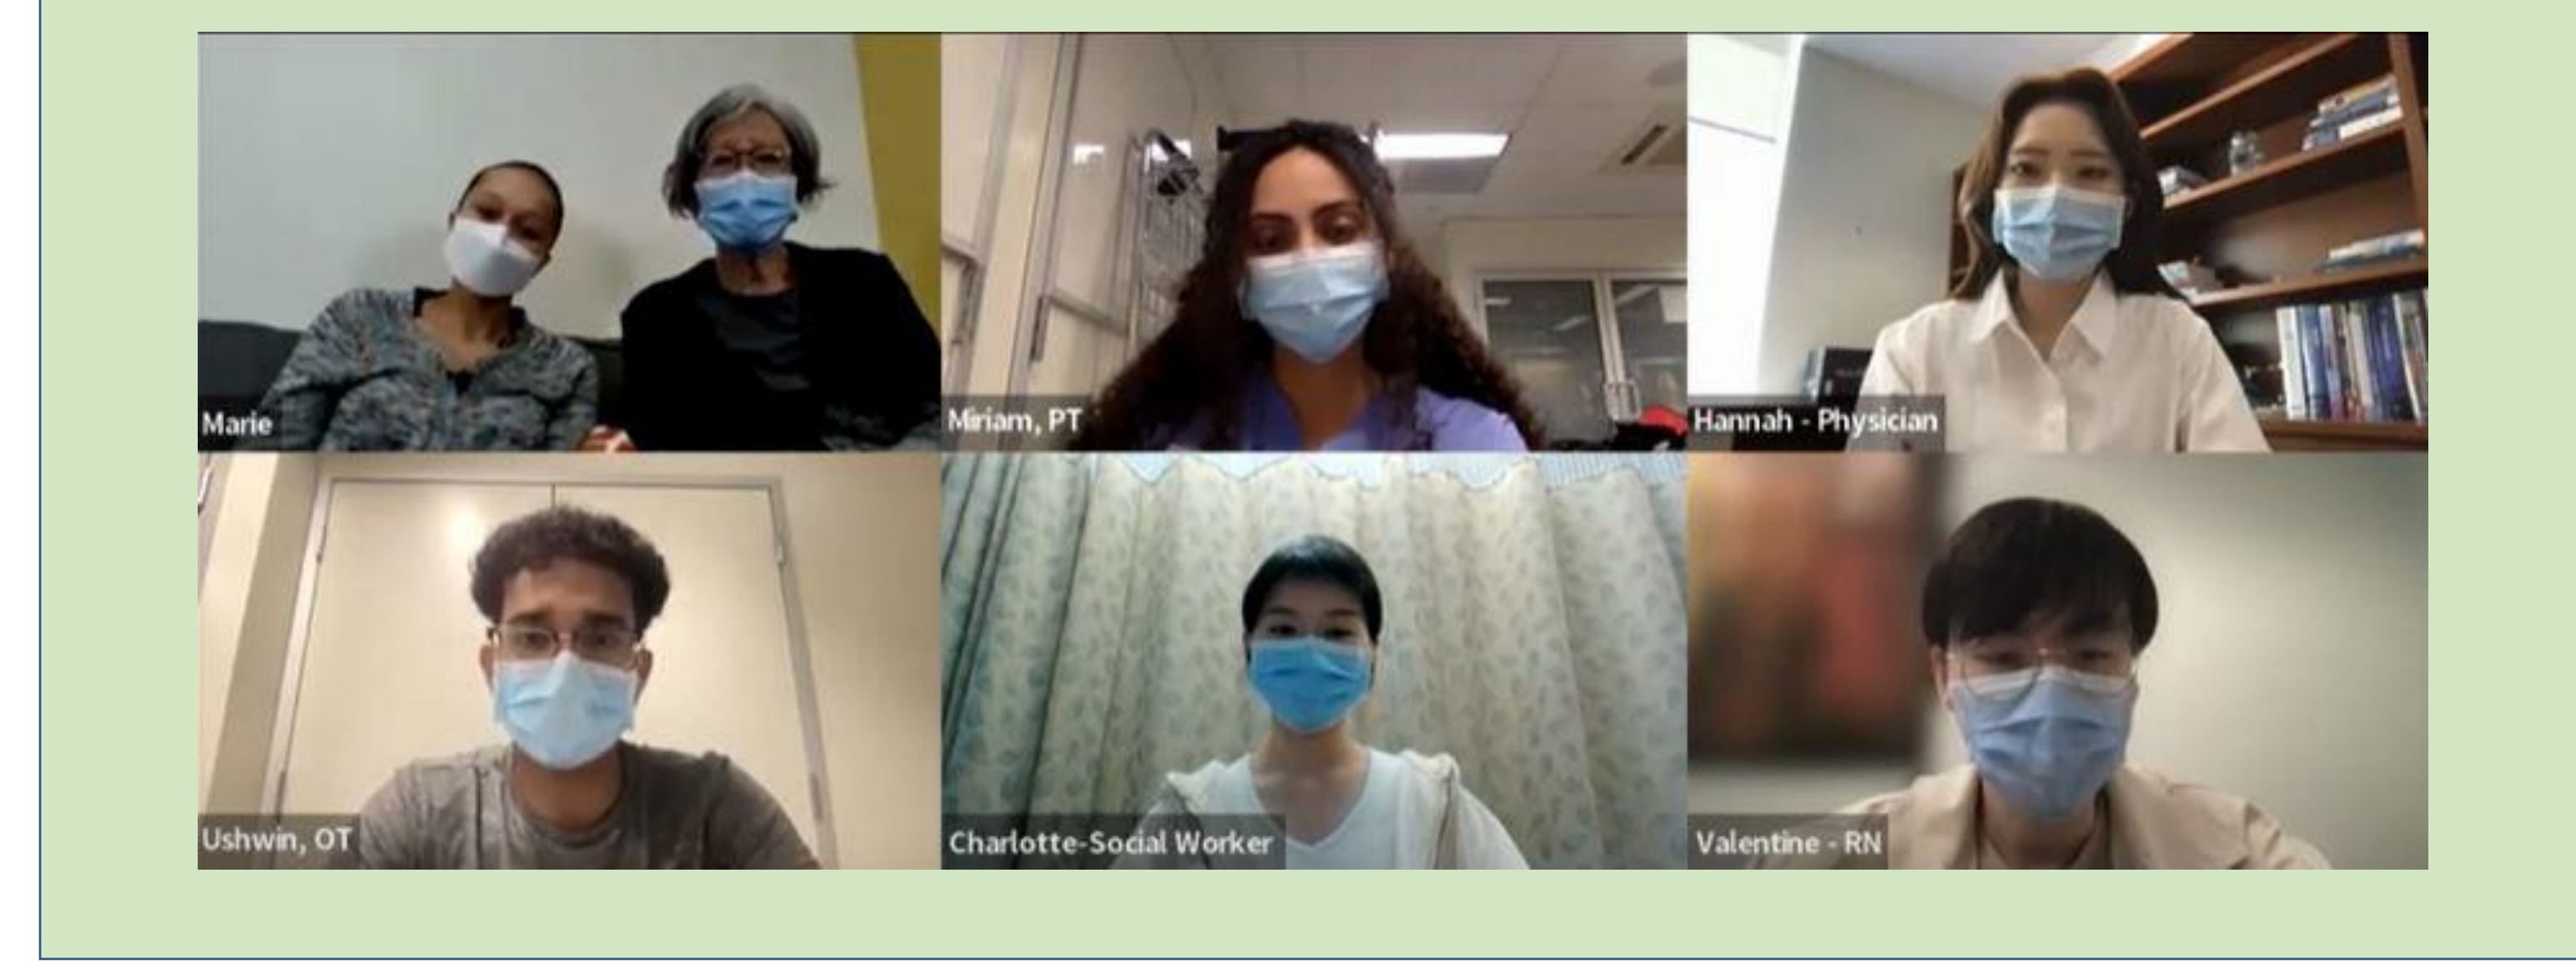 Marie
Miriam, PT
Hannah - Physician
Ushwin, OT
Charlotte-Social Worker
Valentine - RN